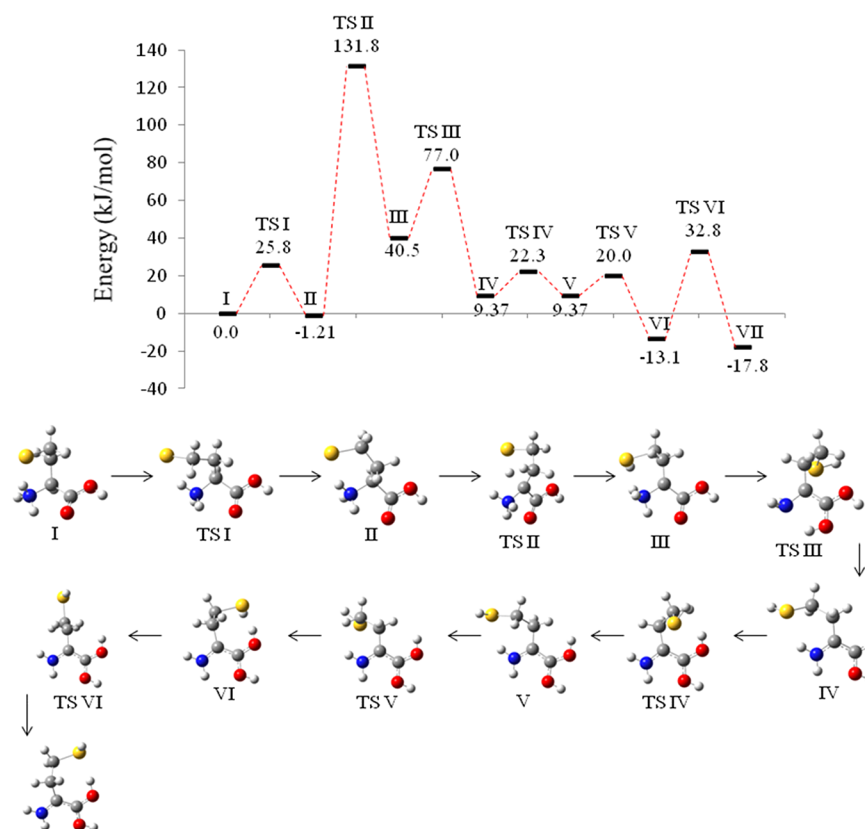 TS II
131.8
140
120
100
80
60
40
20
0
-20
-40
Energy (kJ/mol)
I
0.0
TS I
25.8
II
-1.21
III
40.5
TS III
77.0
IV
9.37
TS IV
22.3
V
9.37
TS V
20.0
VI
-13.1
TS VI
32.8
VII
-17.8
I
TS I
II
TS II
III
TS III
TS VI
VI
TS V
V
TS IV
IV